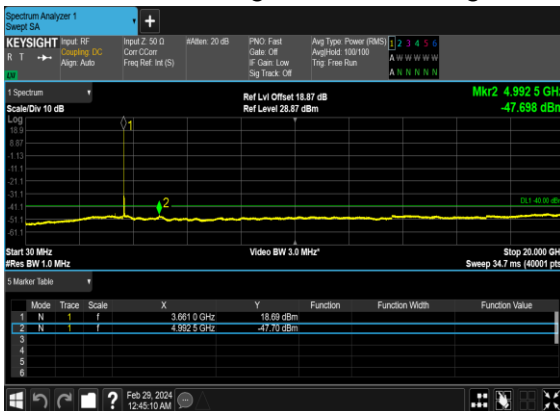 Spectrum Analyzer 1
Swept SA
KEYSIGHT Input: RF Input Z: 50 Ω #Atten: 20 dB PNO: Fast Avg Type: Power (RMS) 1 2 3 4 5 6
R T Coupling: DC Corr CCorr Gate: Off Avg|Hold: 100/100 A W W W W W
Align: Auto Freq Ref: Int (S) IF Gain: Low Trig: Free Run
LV Sig Track: Off A N N N N N
1 Spectrum Ref Lvl Offset 18.87 dB Mkr2 4.992 5 GHz
Scale/Div 10 dB Ref Level 28.87 dBm -47.698 dBm
Log
18.9 1
8.87
-1.13
-11.1
-21.1
-31.1 2 DL1 -40.00 dBm
-41.1
-51.1
-61.1
Start 30 MHz Video BW 3.0 MHz* Stop 20.000 GHz
#Res BW 1.0 MHz Sweep 34.7 ms (40001 pts)
5 Marker Table
Mode Trace Scale X Y Function Function Width Function Value
1 N 1 f 3.661 0 GHz 18.69 dBm
2 N 1 f 4.992 5 GHz -47.70 dBm
3
4
5
6
? Feb 29, 2024
12:45:10 AM